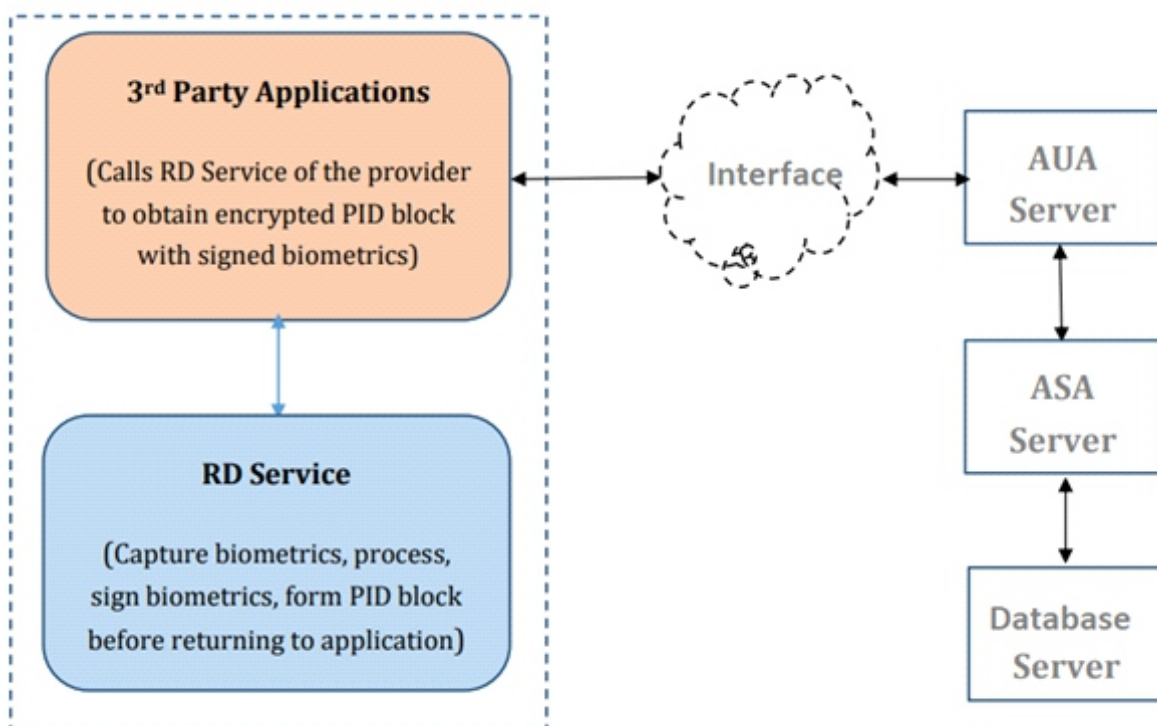 3rd Party Applications
(Calls RD Service of the provider
to obtain encrypted PID block
with signed biometrics)
RD Service
(Capture biometrics, process,
sign biometrics, form PID block
before returning to application)
Interface
AUA
Server
ASA
Server
Database
Server